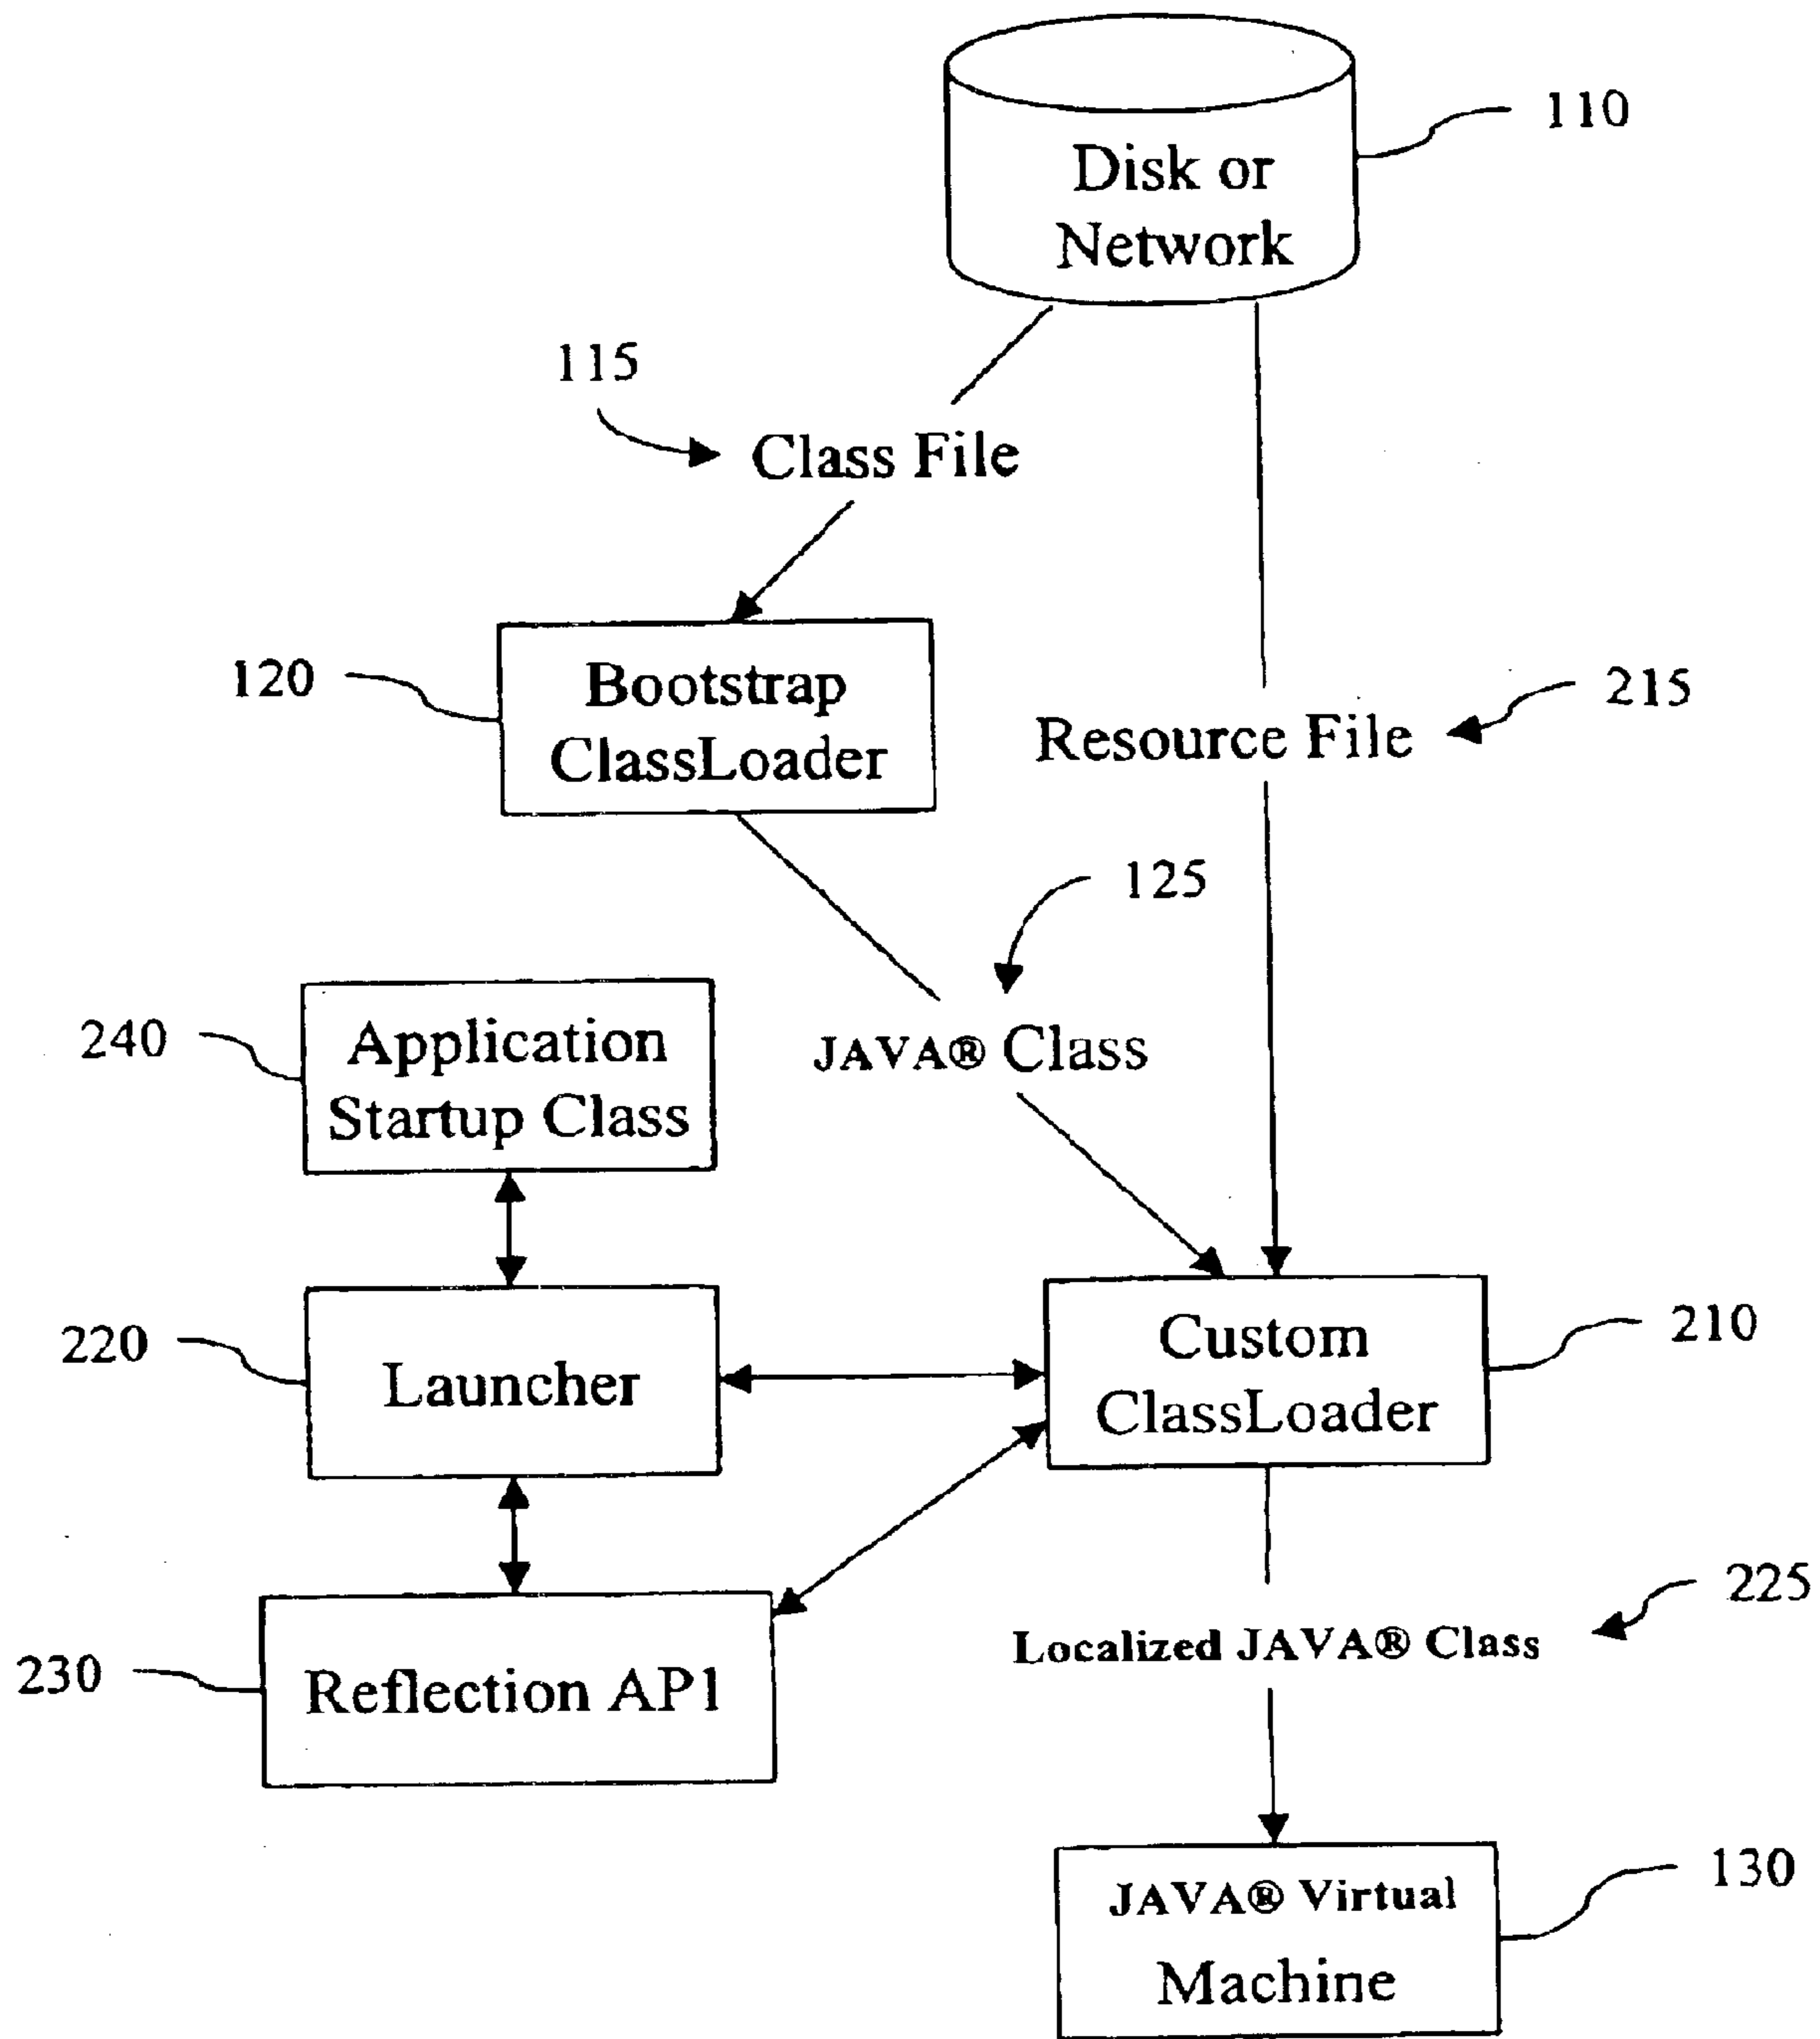 Disk or
Network
110
115
Class File
120
Bootstrap
ClassLoader
215
Resource File
125
JAVA® Class
240
Application
Startup Class
220
Launcher
Custom
ClassLoader
210
230
Reflection AP1
225
Localized JAVA® Class
JAVA® Virtual
Machine
130